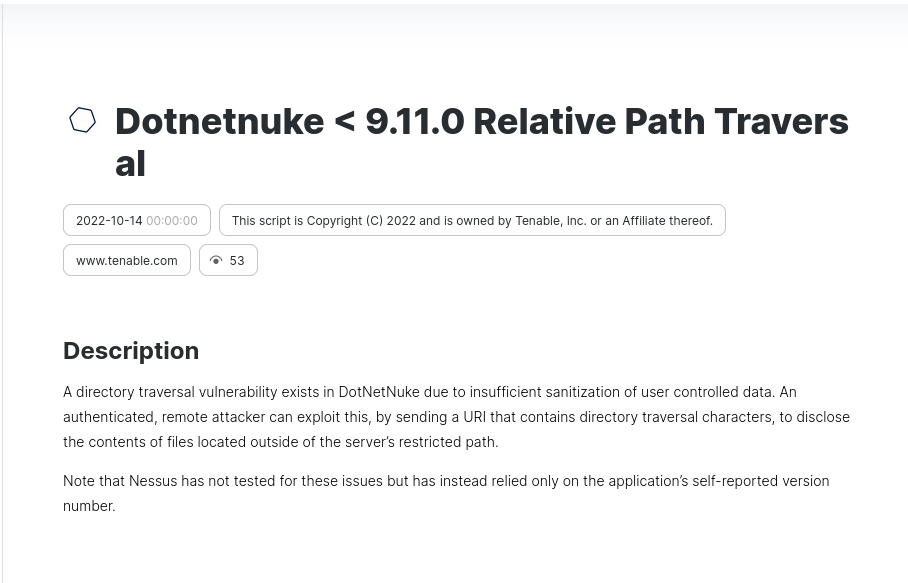 Dotnetnuke < 9.11.0 Relative Path Travers
al
2022-10-14 00:00:00
This script is Copyright (C) 2022 and is owned by Tenable, Inc. or an Affiliate thereof.
www.tenable.com
53
Description
A directory traversal vulnerability exists in DotNetNuke due to insufficient sanitization of user controlled data. An
authenticated, remote attacker can exploit this, by sending a URI that contains directory traversal characters, to disclose
the contents of files located outside of the server’s restricted path.
Note that Nessus has not tested for these issues but has instead relied only on the application’s self-reported version
number.